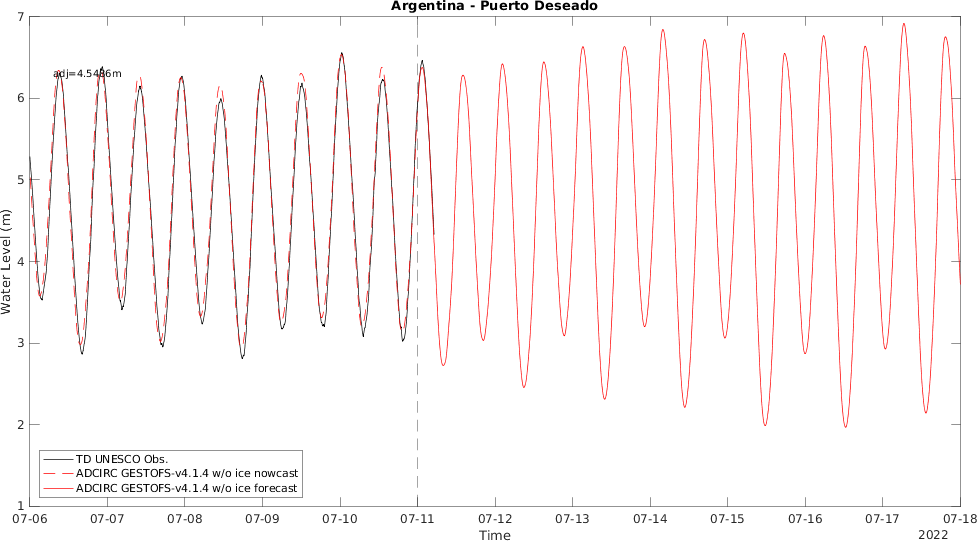 Argentina - Puerto Deseado
Water Level (m)
7
6
5
4
3
2
1
TD UNESCO Obs.
ADCIRC GESTOFS-v4.1.4 w/o ice nowcast
ADCIRC GESTOFS-v4.1.4 w/o ice forecast
07-06 07-07 07-08 07-09 07-10 07-11 07-12 07-13 07-14 07-15 07-16 07-17 07-18
Time
2022